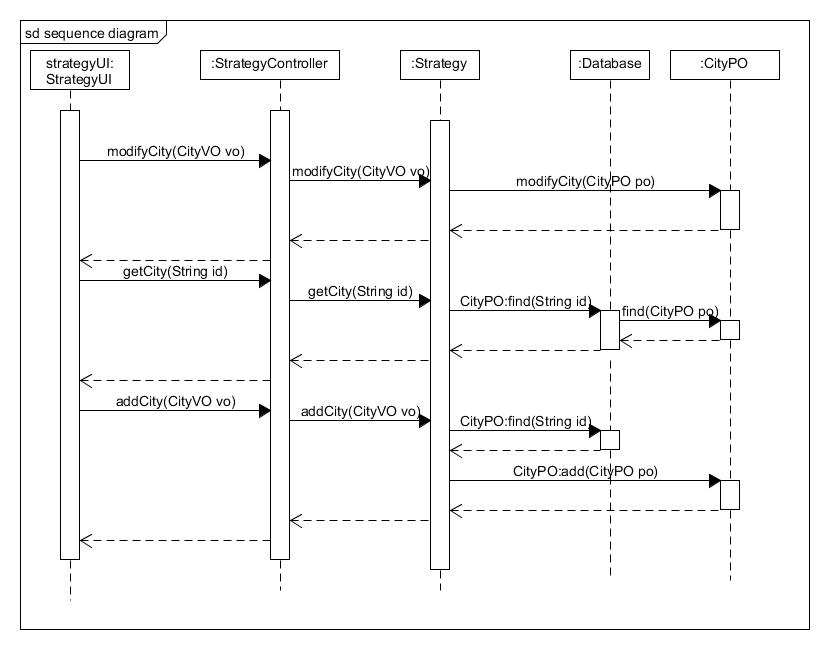 sd sequence diagram
strategyUI:
StrategyUI
:StrategyController
:Strategy
:Database
:CityPO
modifyCity(CityVO vo)
modifyCity(CityVO vo)
modifyCity(CityPO po)
getCity(String id)
getCity(String id)
CityPO:find(String id)
find(CityPO po)
addCity(CityVO vo)
addCity(CityVO vo)
CityPO:find(String id)
CityPO:add(CityPO po)